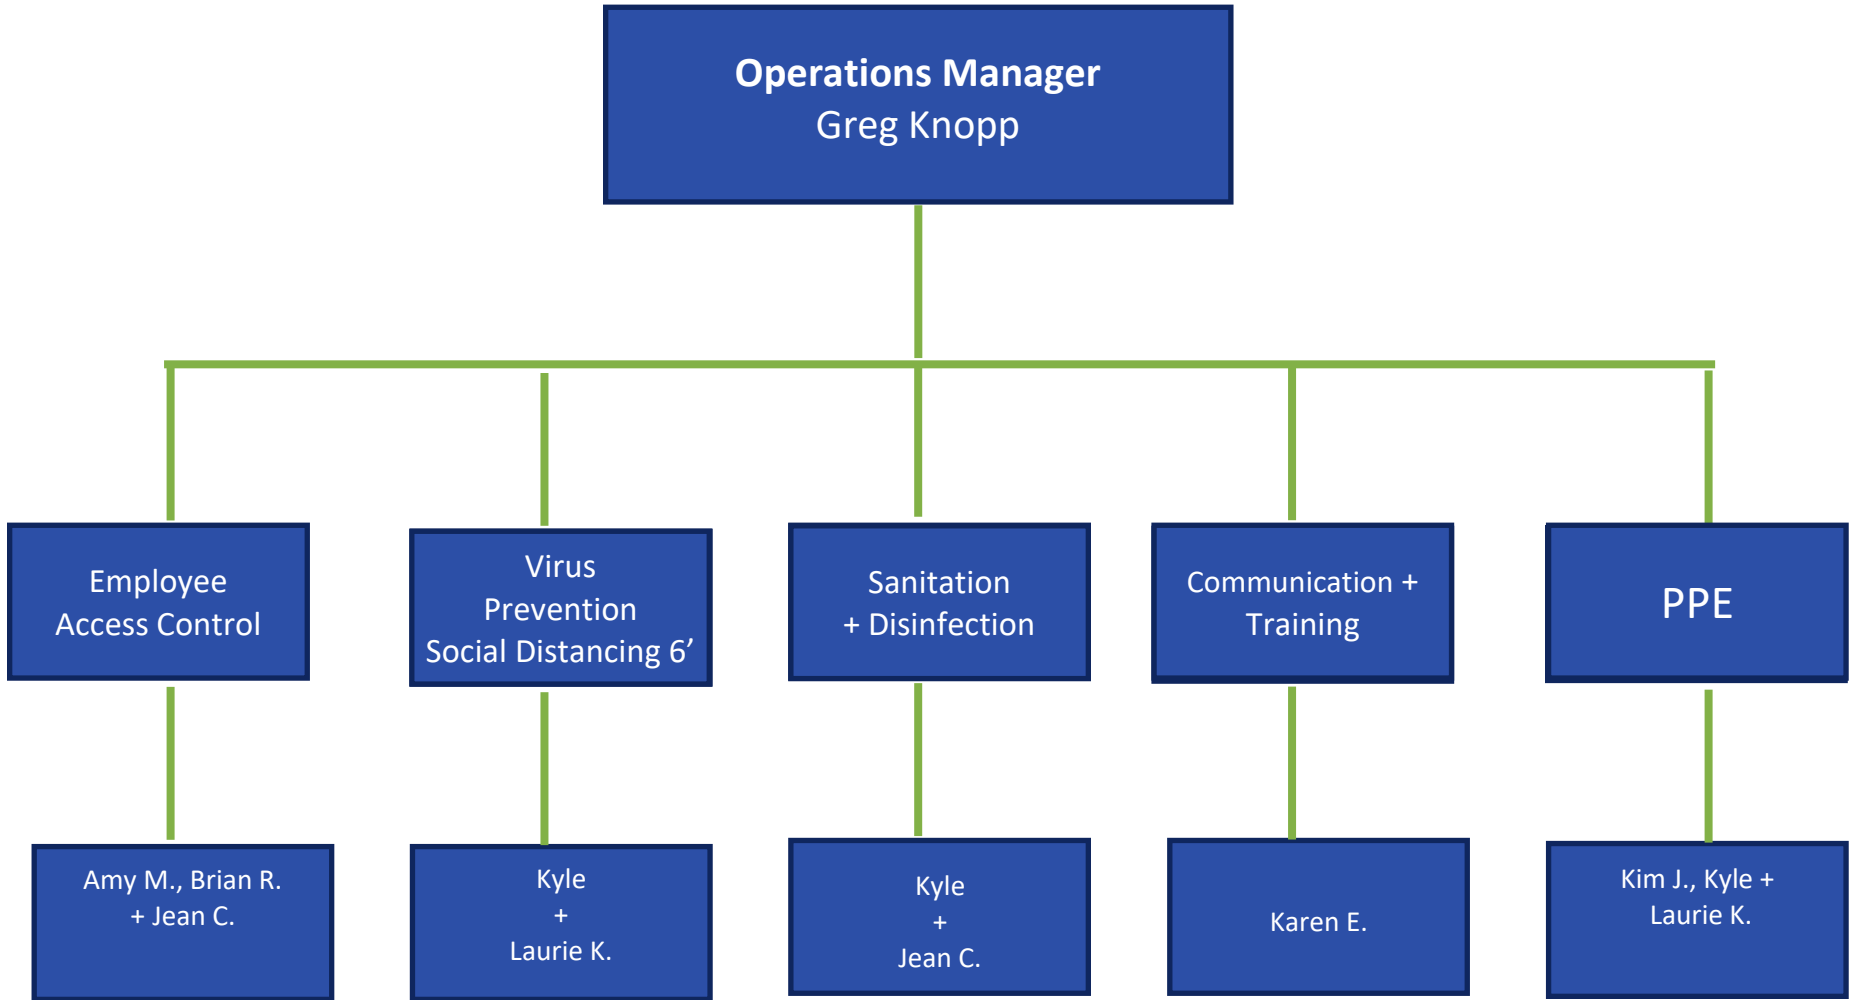 Operations Manager
Greg Knopp
Employee
Access Control
Virus
Prevention
Social Distancing 6’
Sanitation
+ Disinfection
Communication +
Training
PPE
Amy M., Brian R.
+ Jean C.
Kyle
+
Laurie K.
Kyle
+
Jean C.
Karen E.
Kim J., Kyle +
Laurie K.